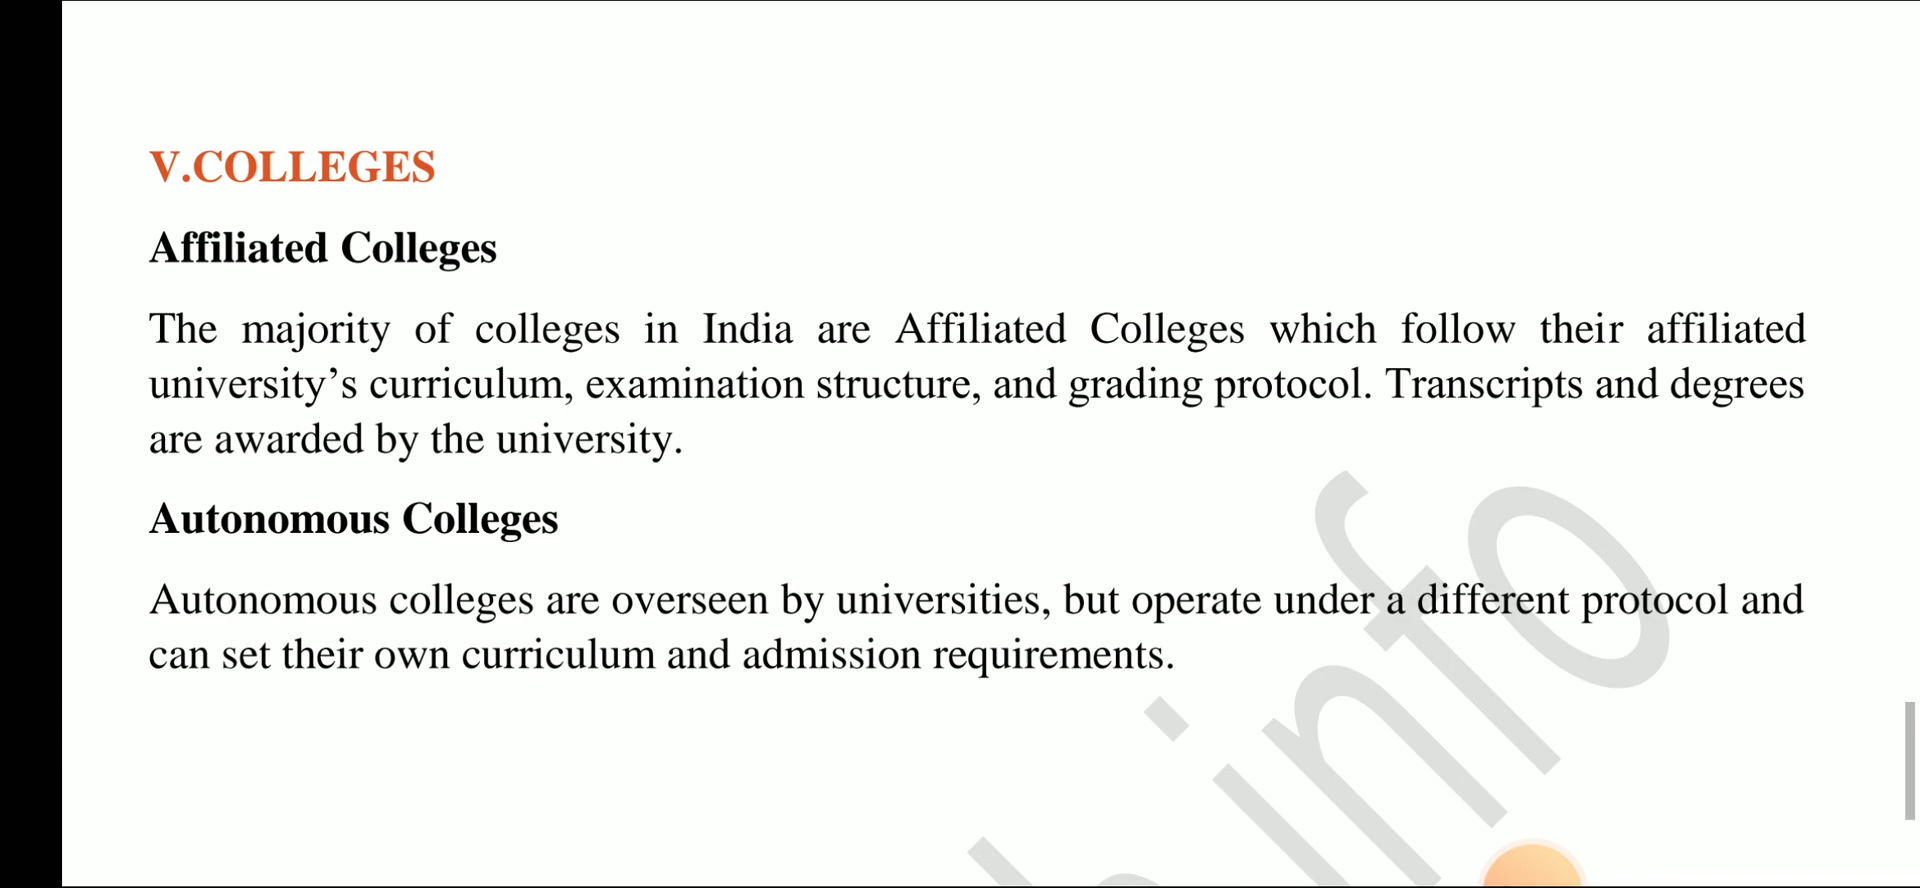 V.COLLEGES
Affiliated Colleges
The majority of colleges in India are Affiliated Colleges which follow their affiliated
university’s curriculum, examination structure, and grading protocol. Transcripts and degrees
are awarded by the university.
Autonomous Colleges
Autonomous colleges are overseen by universities, but operate under a different protocol and
can set their own curriculum and admission requirements.
info